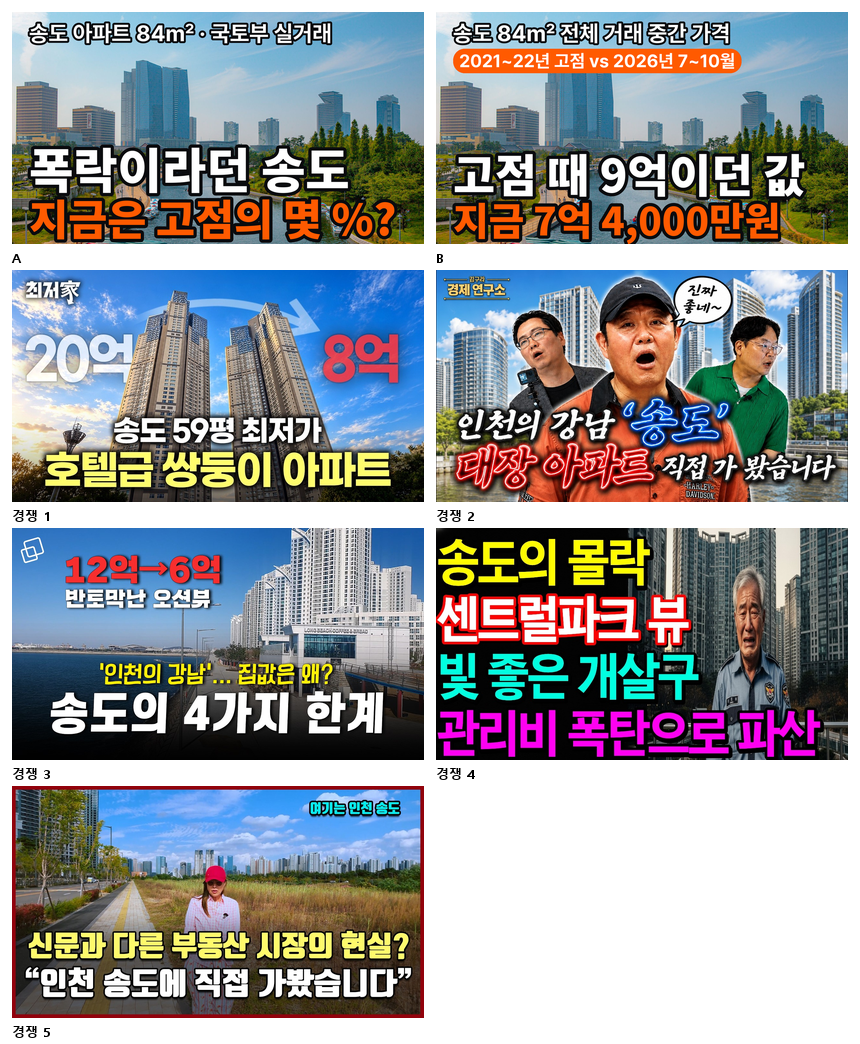 송도 아파트 84m² · 국토부 실거래
폭락이라던 송도
지금은 고점의 몇 %?
A
송도 84m² 전체 거래 중간 가격
2021~22년 고점 vs 2026년 7~10월
고점 때 9억이던 값
지금 7억 4,000만원
B
최저家
20억
8억
송도 59평 최저가
호텔급 쌍둥이 아파트
경쟁 1
김구라
경제 연구소
진짜
좋네~
인천의 강남 '송도'
대장 아파트 직접 가 봤습니다
HARLEY-
DAVIDSON
경쟁 2
12억→6억
반토막난 오션뷰
'인천의 강남'... 집값은 왜?
송도의 4가지 한계
경쟁 3
송도의 몰락
센트럴파크 뷰
빛 좋은 개살구
관리비 폭탄으로 파산
경쟁 4
여기는 인천 송도
신문과 다른 부동산 시장의 현실?
“인천 송도에 직접 가봤습니다”
경쟁 5